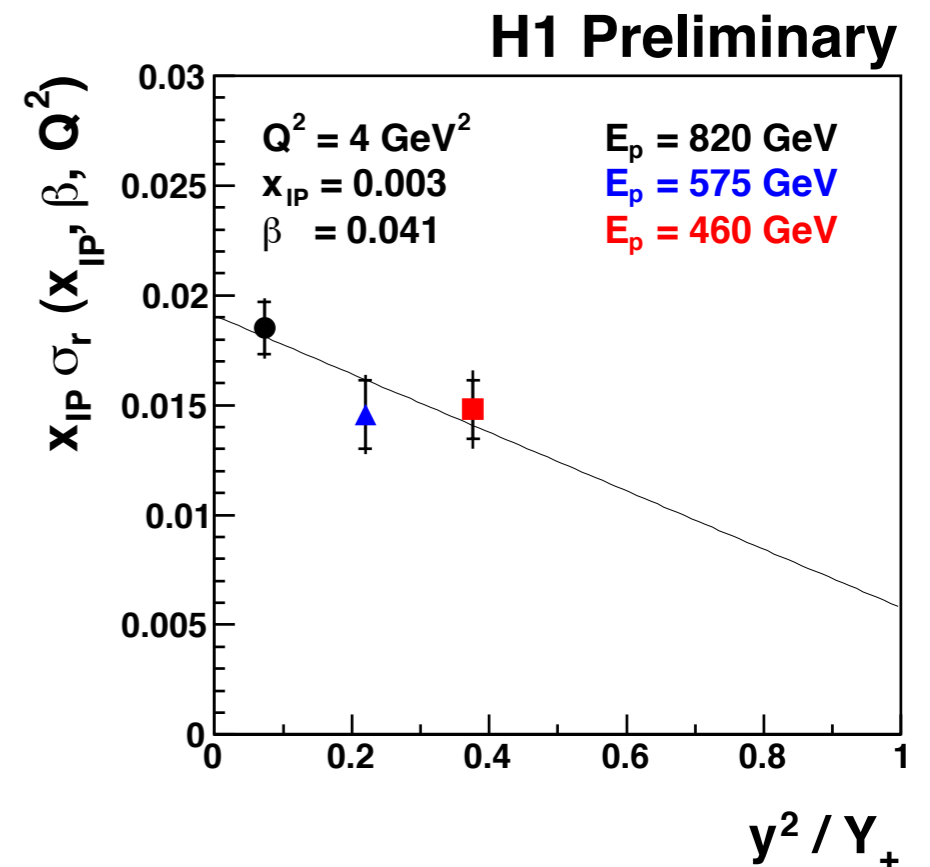 H1 Preliminary
x_IP σ_r (x_IP, β, Q²)
0.03
0.025
0.02
0.015
0.01
0.005
0
Q² = 4 GeV²
x_IP = 0.003
β = 0.041
E_p = 820 GeV
E_p = 575 GeV
E_p = 460 GeV
0 0.2 0.4 0.6 0.8 1
y² / Y_+